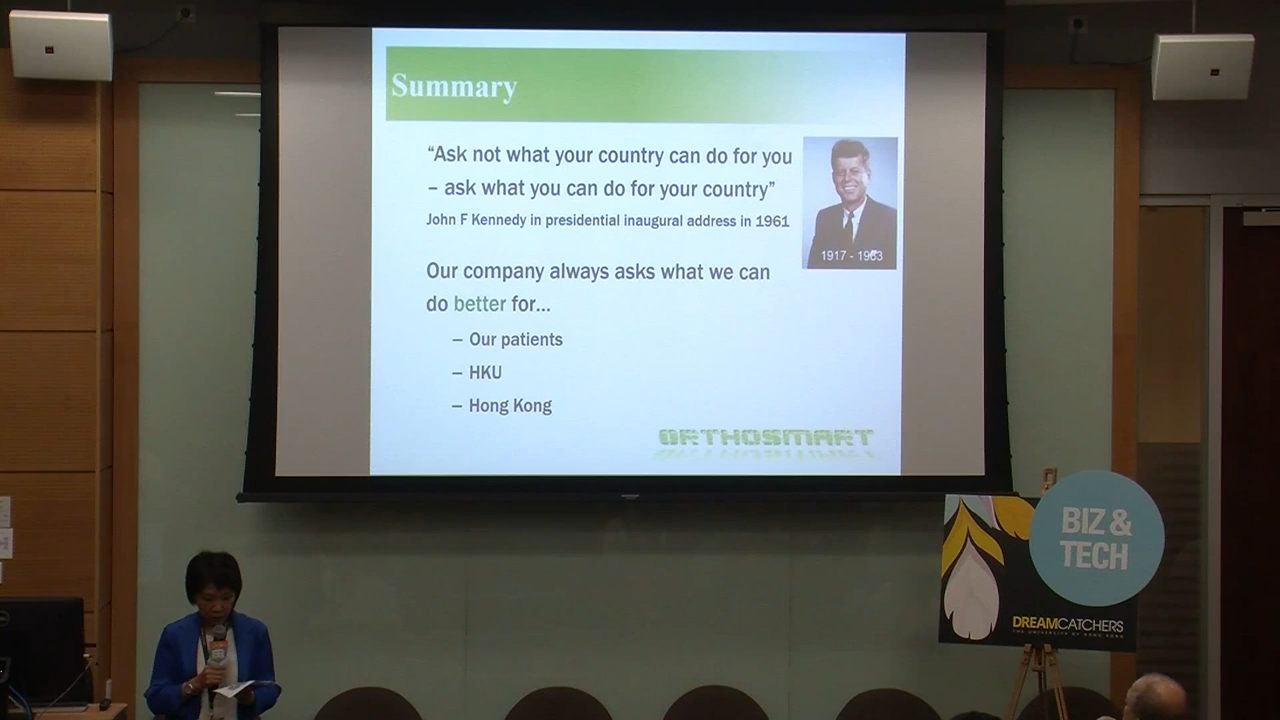 Summary
“Ask not what your country can do for you
– ask what you can do for your country”
John F Kennedy in presidential inaugural address in 1961
1917 - 1963
Our company always asks what we can
do better for...
– Our patients
– HKU
– Hong Kong
ORTHOSMART
BIZ &
TECH
DREAMCATCHERS
THE UNIVERSITY OF HONG KONG